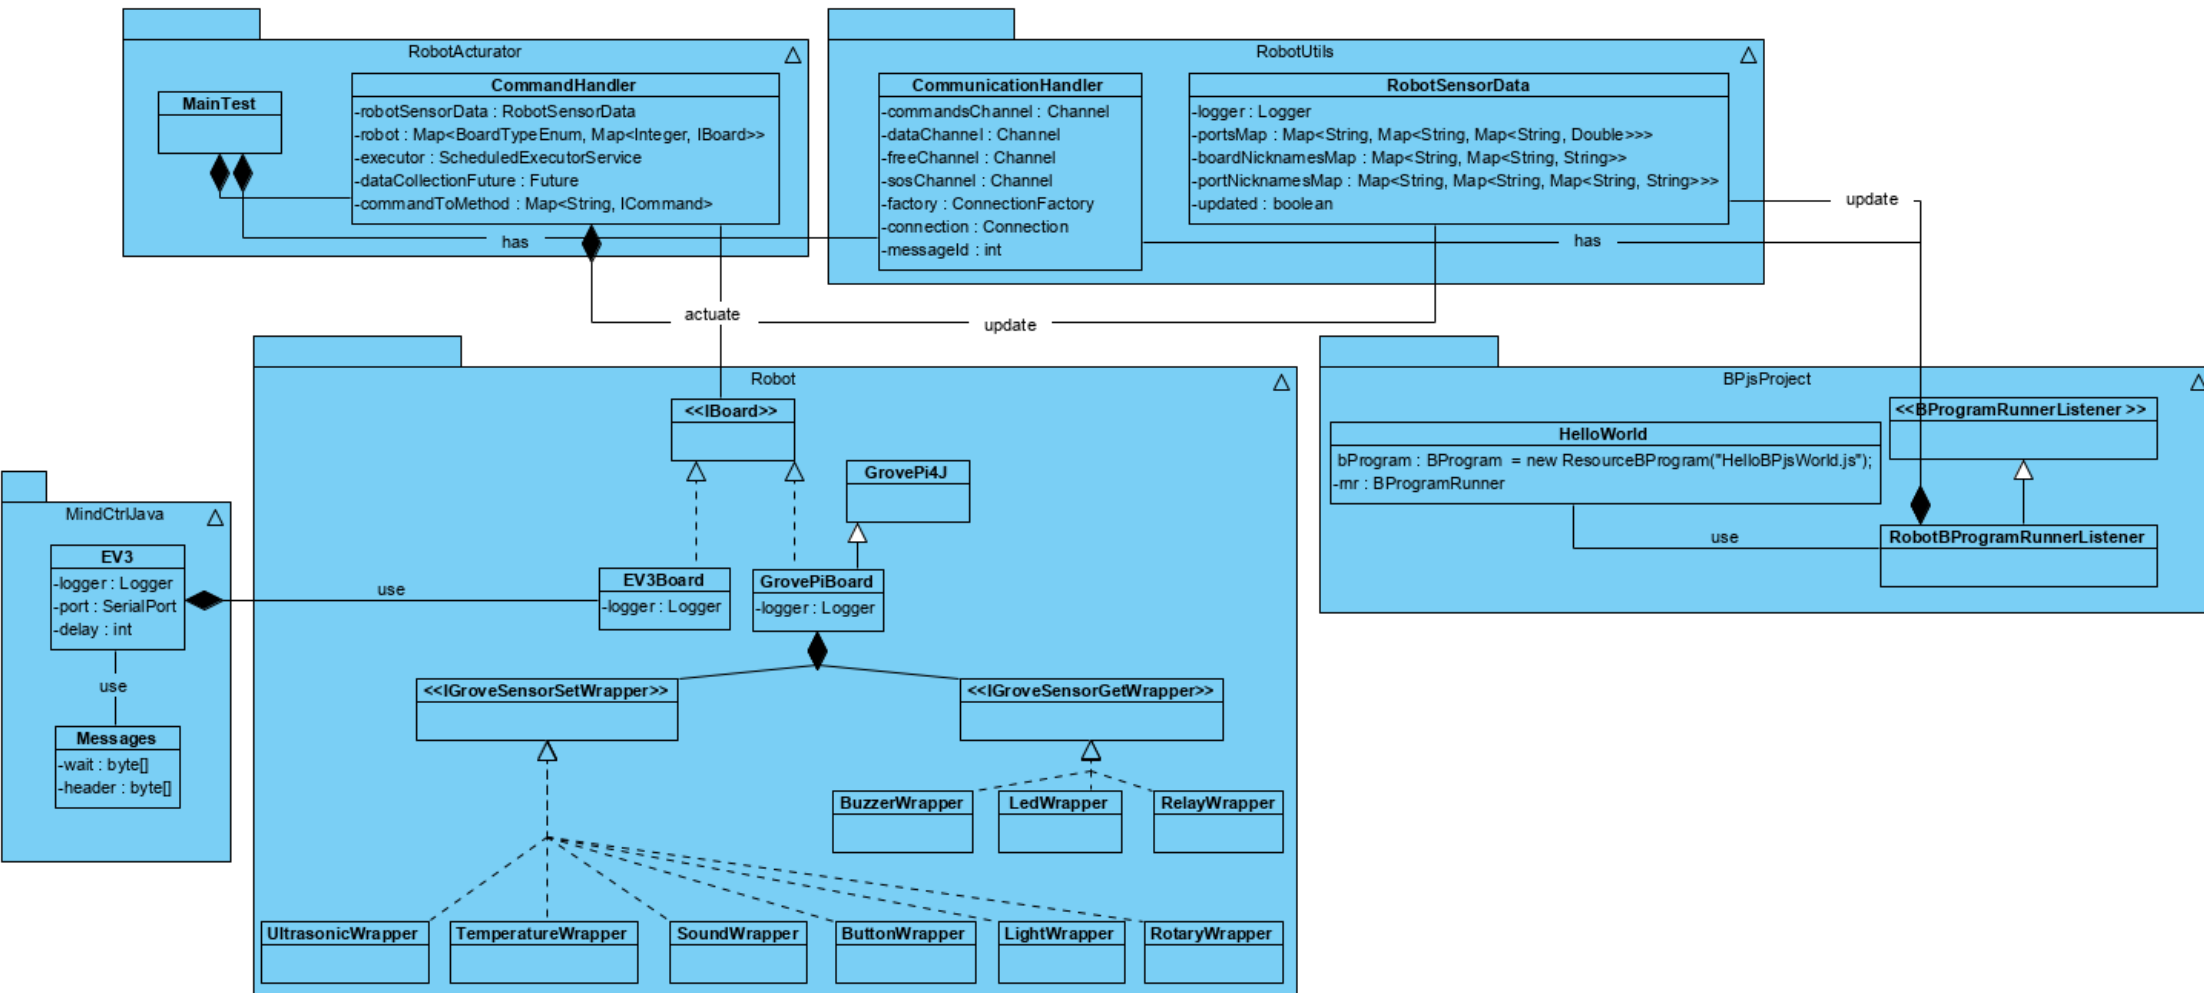 RobotActurator
MainTest
CommandHandler
-robotSensorData : RobotSensorData
-robot : Map<BoardTypeEnum, Map<Integer, IBoard>>
-executor : ScheduledExecutorService
-dataCollectionFuture : Future
-commandToMethod : Map<String, ICommand>
has
RobotUtils
CommunicationHandler
-commandsChannel : Channel
-dataChannel : Channel
-freeChannel : Channel
-sosChannel : Channel
-factory : ConnectionFactory
-connection : Connection
-messageId : int
RobotSensorData
-logger : Logger
-portsMap : Map<String, Map<String, Map<String, Double>>>
-boardNicknamesMap : Map<String, Map<String, String>>
-portNicknamesMap : Map<String, Map<String, Map<String, String>>>
-updated : boolean
update
has
actuate
update
Robot
<<IBoard>>
GrovePi4J
EV3Board
-logger : Logger
GrovePiBoard
-logger : Logger
<<IGroveSensorSetWrapper>>
<<IGroveSensorGetWrapper>>
BuzzerWrapper
LedWrapper
RelayWrapper
UltrasonicWrapper
TemperatureWrapper
SoundWrapper
ButtonWrapper
LightWrapper
RotaryWrapper
BPjsProject
<<BProgramRunnerListener >>
HelloWorld
bProgram : BProgram = new ResourceBProgram("HelloBPjsWorld.js");
-rnr : BProgramRunner
use
RobotBProgramRunnerListener
MindCtrlJava
EV3
-logger : Logger
-port : SerialPort
-delay : int
use
use
Messages
-wait : byte[]
-header : byte[]